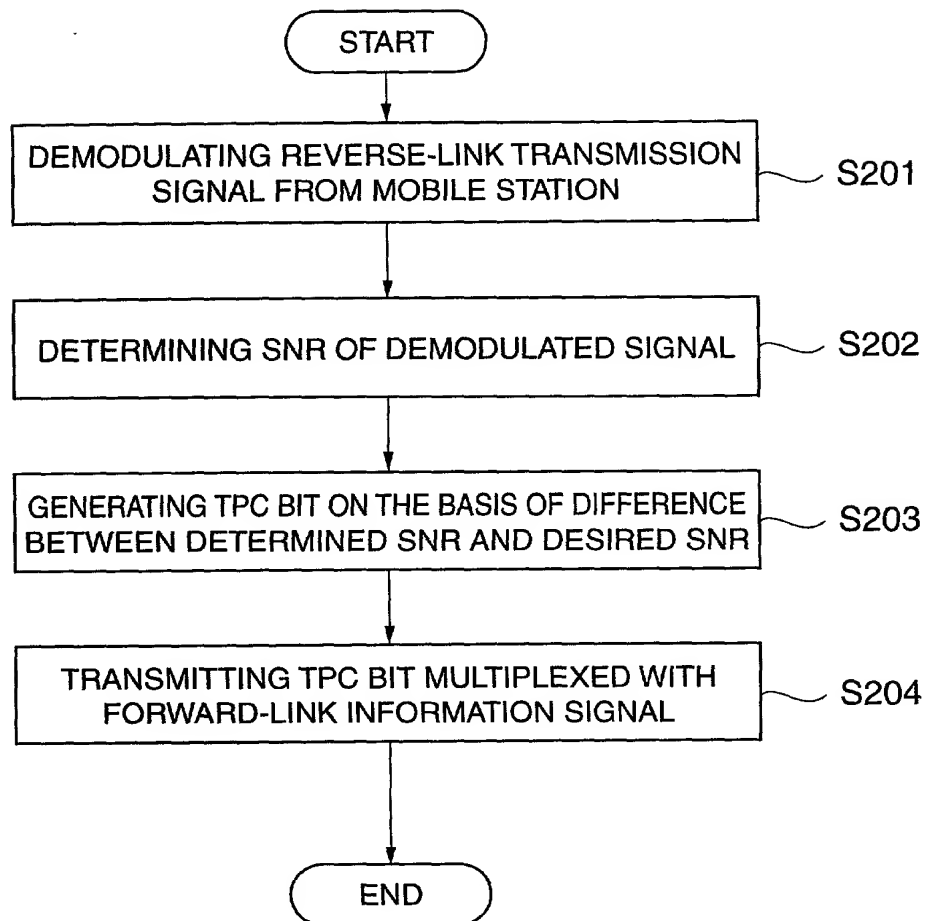 START
DEMODULATING REVERSE-LINK TRANSMISSION
SIGNAL FROM MOBILE STATION
S201
DETERMINING SNR OF DEMODULATED SIGNAL
S202
GENERATING TPC BIT ON THE BASIS OF DIFFERENCE
BETWEEN DETERMINED SNR AND DESIRED SNR
S203
TRANSMITTING TPC BIT MULTIPLEXED WITH
FORWARD-LINK INFORMATION SIGNAL
S204
END